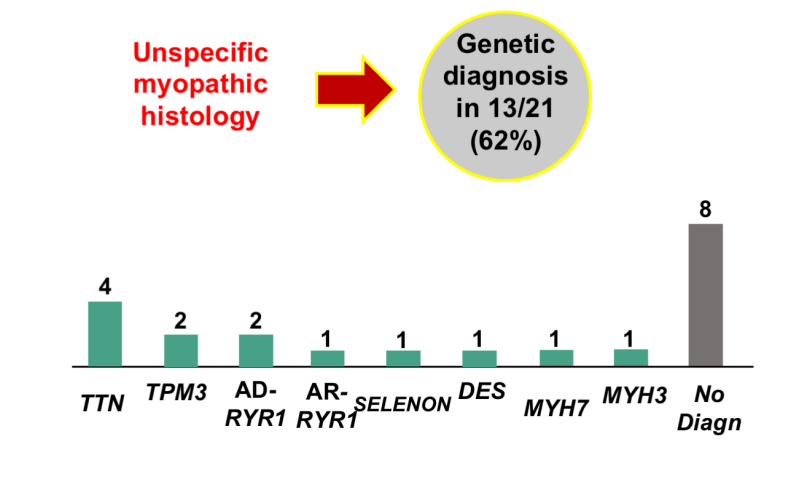 Unspecific
myopathic
histology
Genetic
diagnosis
in 13/21
(62%)
4
2
2
1
1
1
1
1
8
TTN
TPM3
AD-
RYR1
AR-
RYR1
SELENON
DES
MYH7
MYH3
No
Diagn